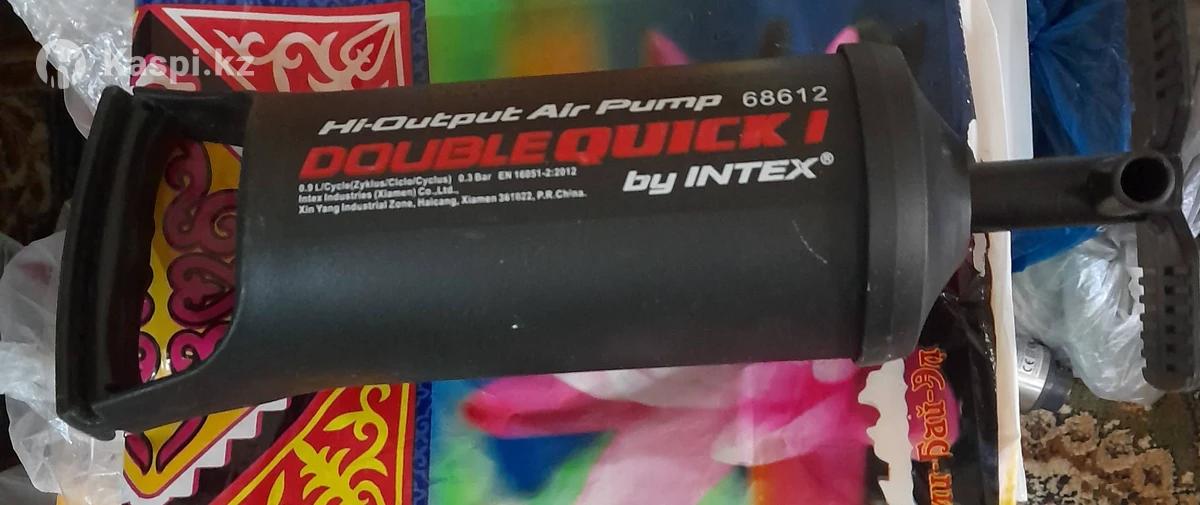 Kaspi.kz
Hi-Output Air Pump 68612
DOUBLE QUICK I
by INTEX®
0.9 L/Cycle(Zyklus/Ciclo/Cyclus) 0.3 Bar EN 16051-2:2012
Intex Industries (Xiamen) Co.,Ltd.,
Xin Yang Industrial Zone, Haicang, Xiamen 361022, P.R.China.